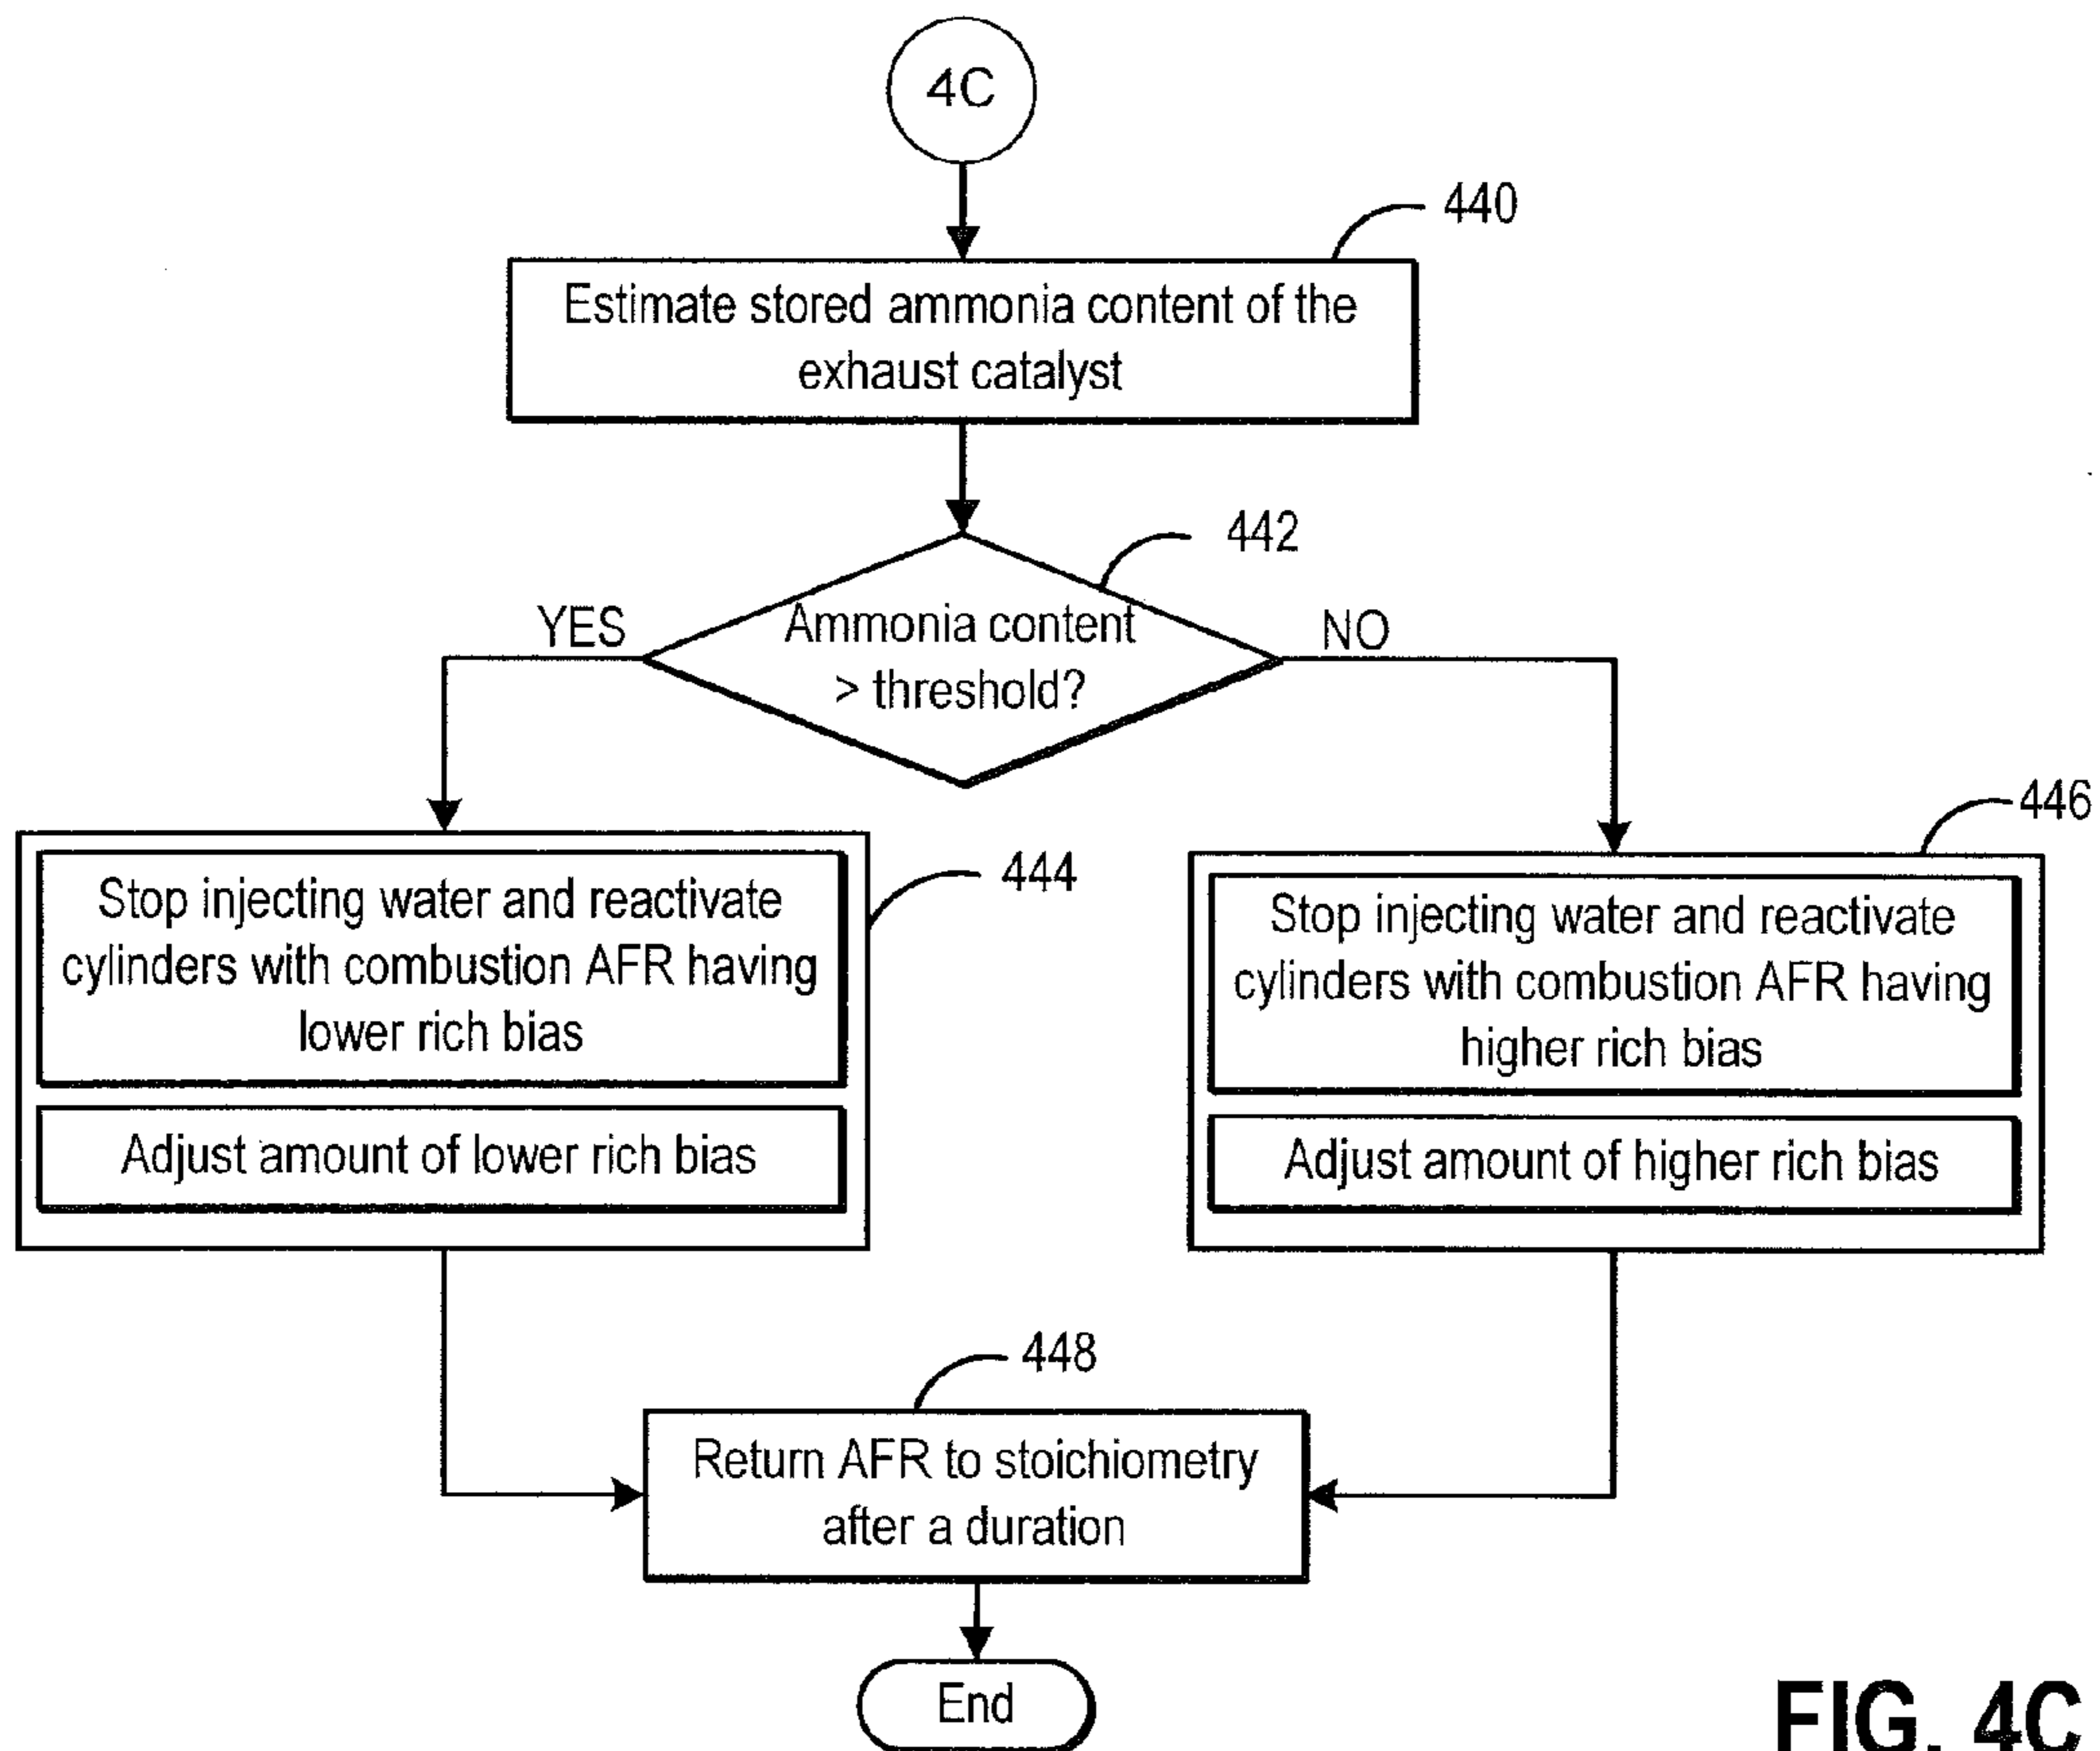 4C
440
Estimate stored ammonia content of the
exhaust catalyst
442
YES
Ammonia content
> threshold?
NO
444
Stop injecting water and reactivate
cylinders with combustion AFR having
lower rich bias
Adjust amount of lower rich bias
446
Stop injecting water and reactivate
cylinders with combustion AFR having
higher rich bias
Adjust amount of higher rich bias
448
Return AFR to stoichiometry
after a duration
End
FIG. 4C